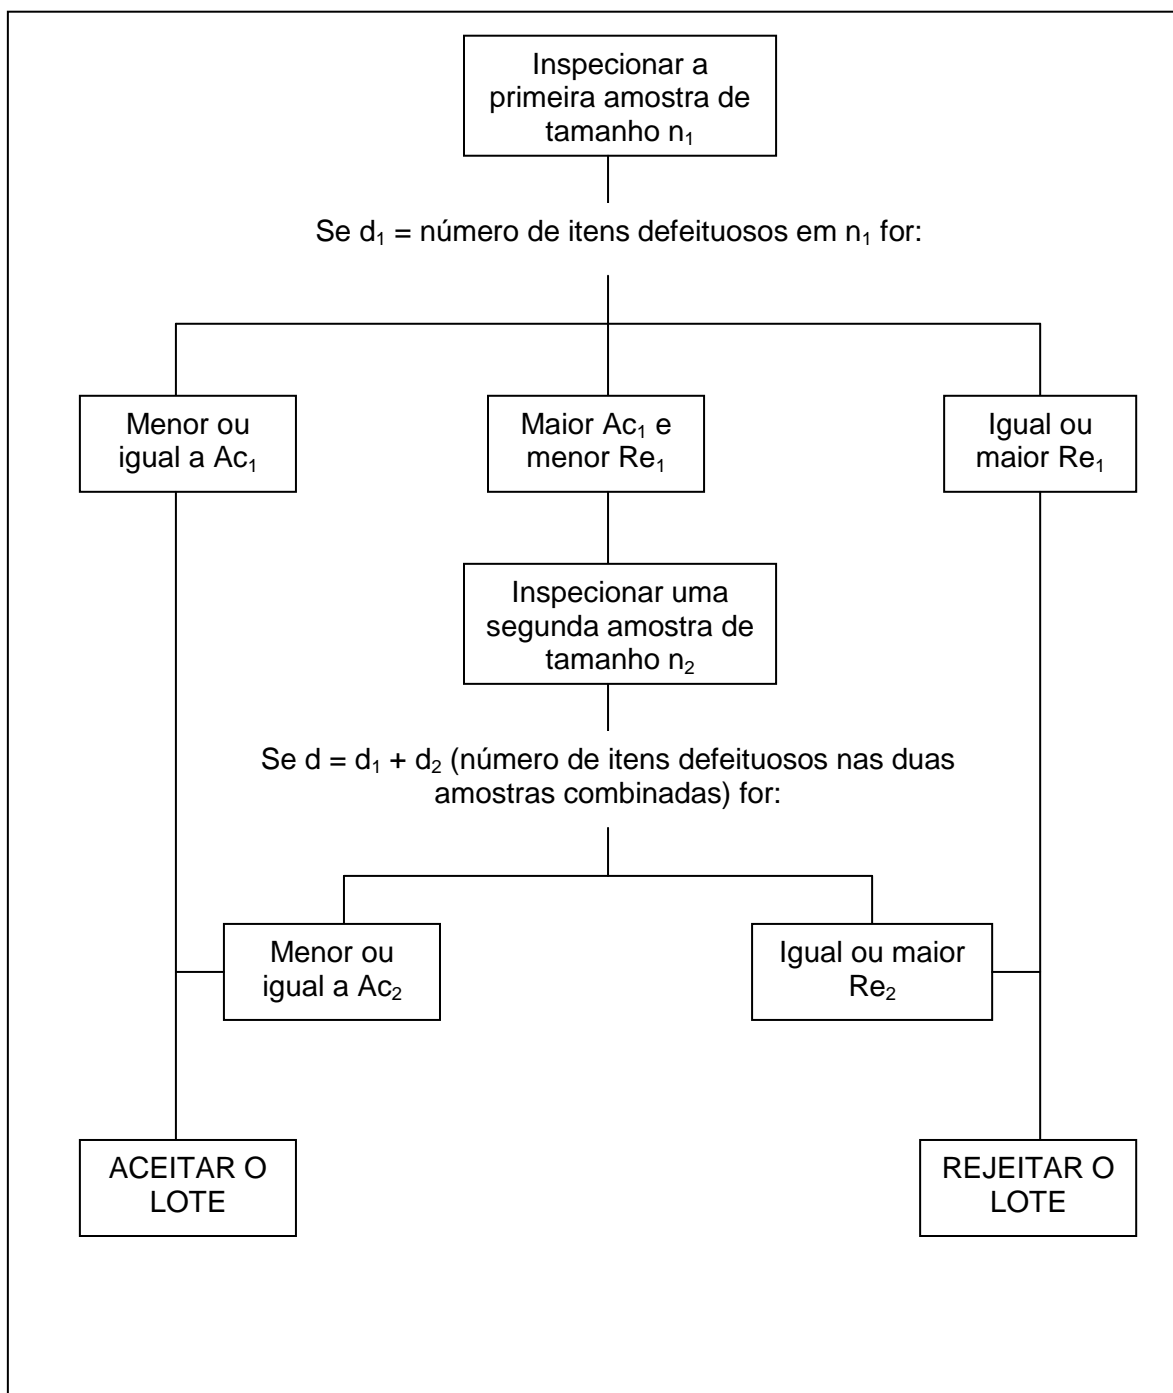 Inspecionar a
primeira amostra de
tamanho n₁
Se d₁ = número de itens defeituosos em n₁ for:
Menor ou
igual a Ac₁
Maior Ac₁ e
menor Re₁
Igual ou
maior Re₁
Inspecionar uma
segunda amostra de
tamanho n₂
Se d = d₁ + d₂ (número de itens defeituosos nas duas
amostras combinadas) for:
Menor ou
igual a Ac₂
Igual ou maior
Re₂
ACEITAR O
LOTE
REJEITAR O
LOTE